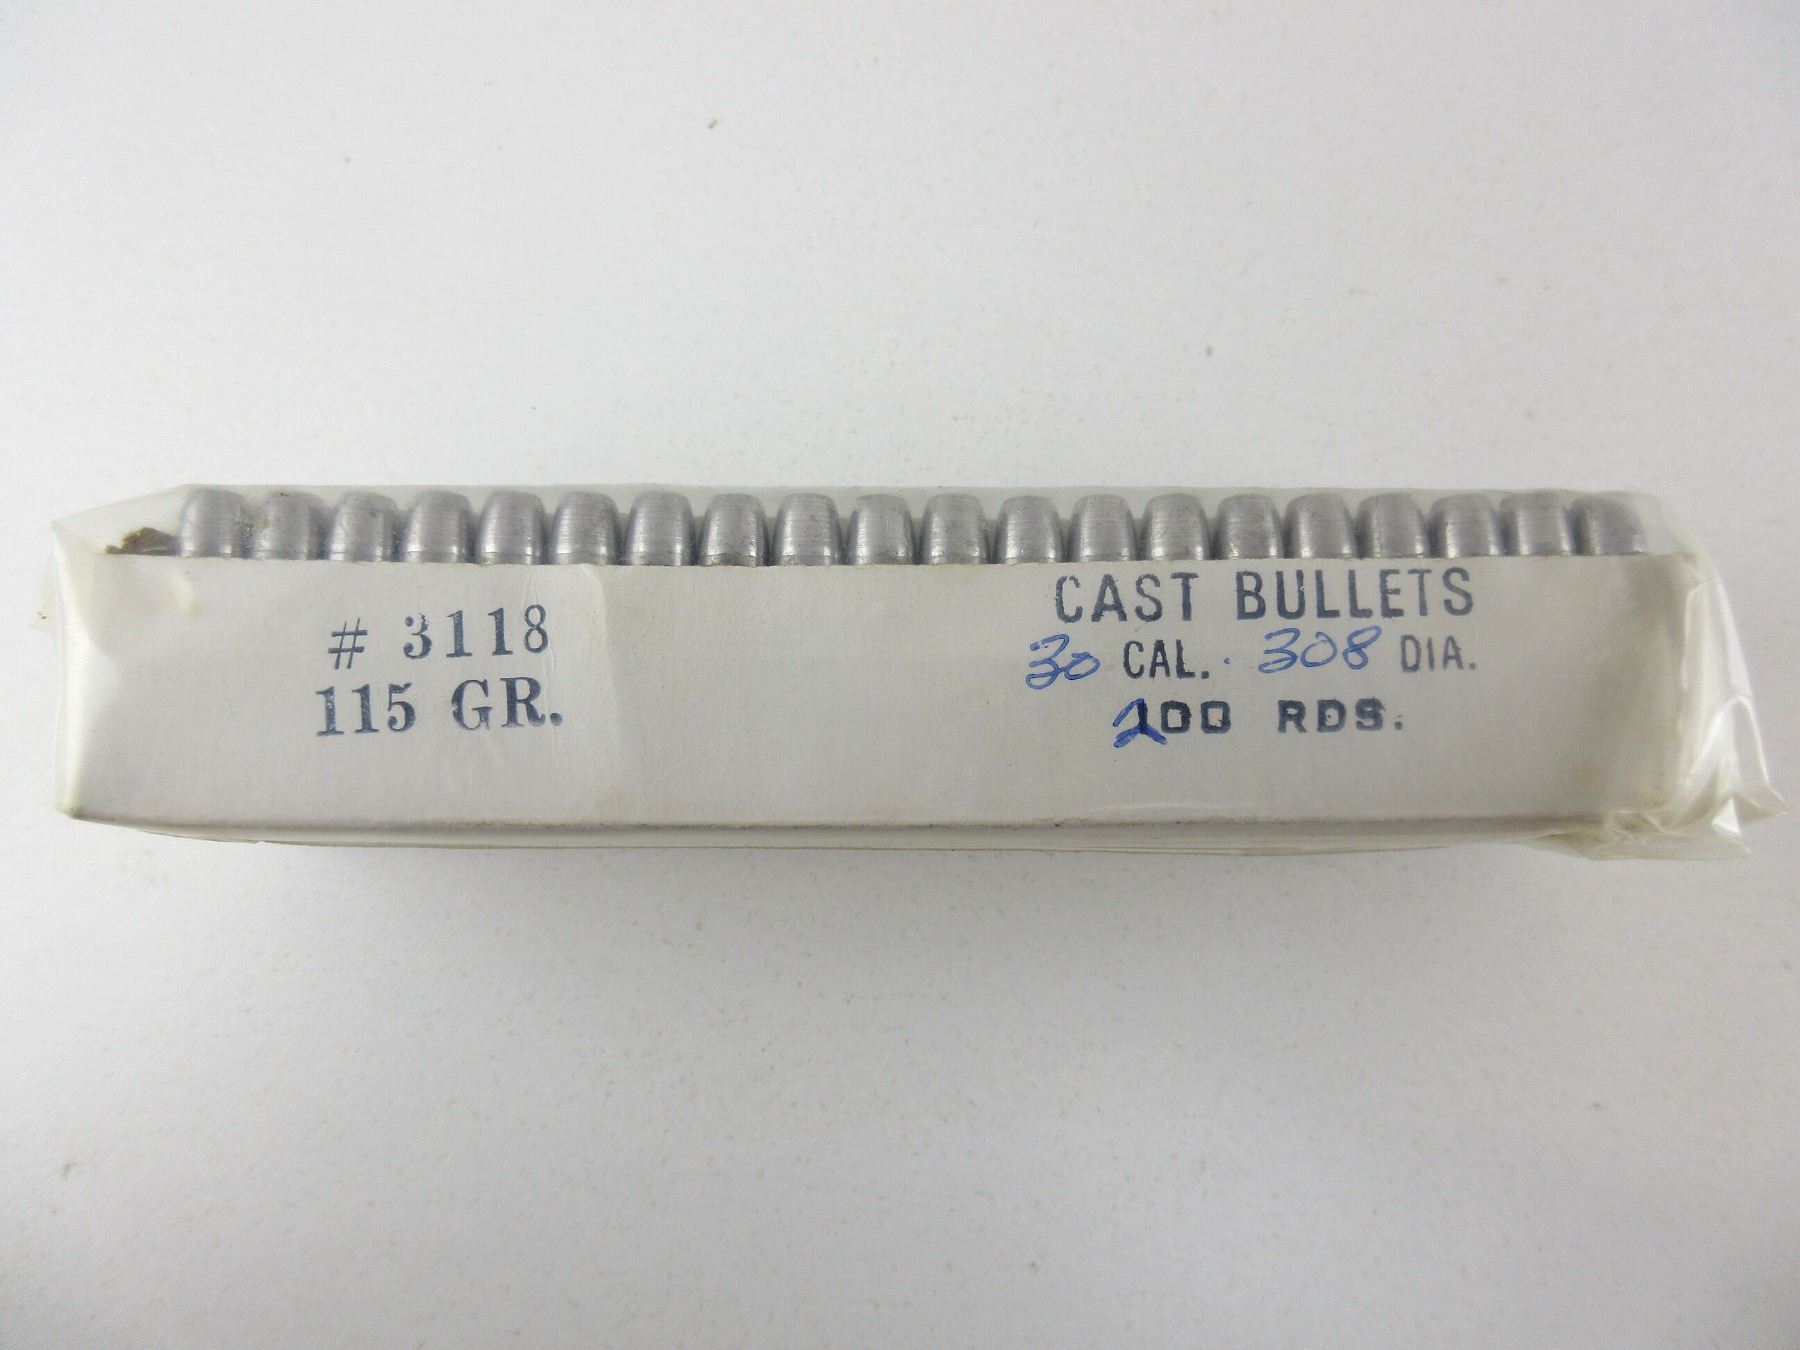 # 3118
115 GR.
CAST BULLETS
30 CAL. .308 DIA.
200 RDS.